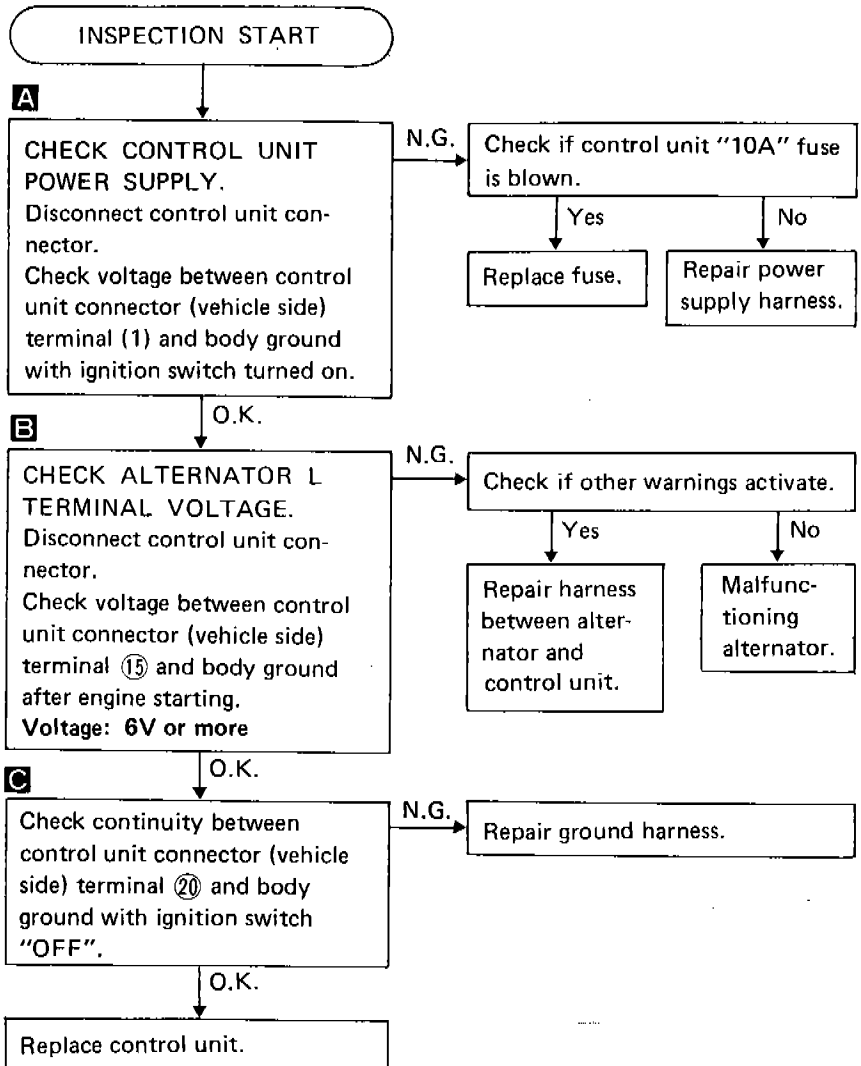 INSPECTION START
A
CHECK CONTROL UNIT
POWER SUPPLY.
Disconnect control unit con-
nector.
Check voltage between control
unit connector (vehicle side)
terminal (1) and body ground
with ignition switch turned on.
N.G.
Check if control unit "10A" fuse
is blown.
Yes
No
Replace fuse.
Repair power
supply harness.
O.K.
B
CHECK ALTERNATOR L
TERMINAL VOLTAGE.
Disconnect control unit con-
nector.
Check voltage between control
unit connector (vehicle side)
terminal ⑮ and body ground
after engine starting.
Voltage: 6V or more
N.G.
Check if other warnings activate.
Yes
No
Repair harness
between alter-
nator and
control unit.
Malfunc-
tioning
alternator.
O.K.
C
Check continuity between
control unit connector (vehicle
side) terminal ⑳ and body
ground with ignition switch
"OFF".
N.G.
Repair ground harness.
O.K.
Replace control unit.